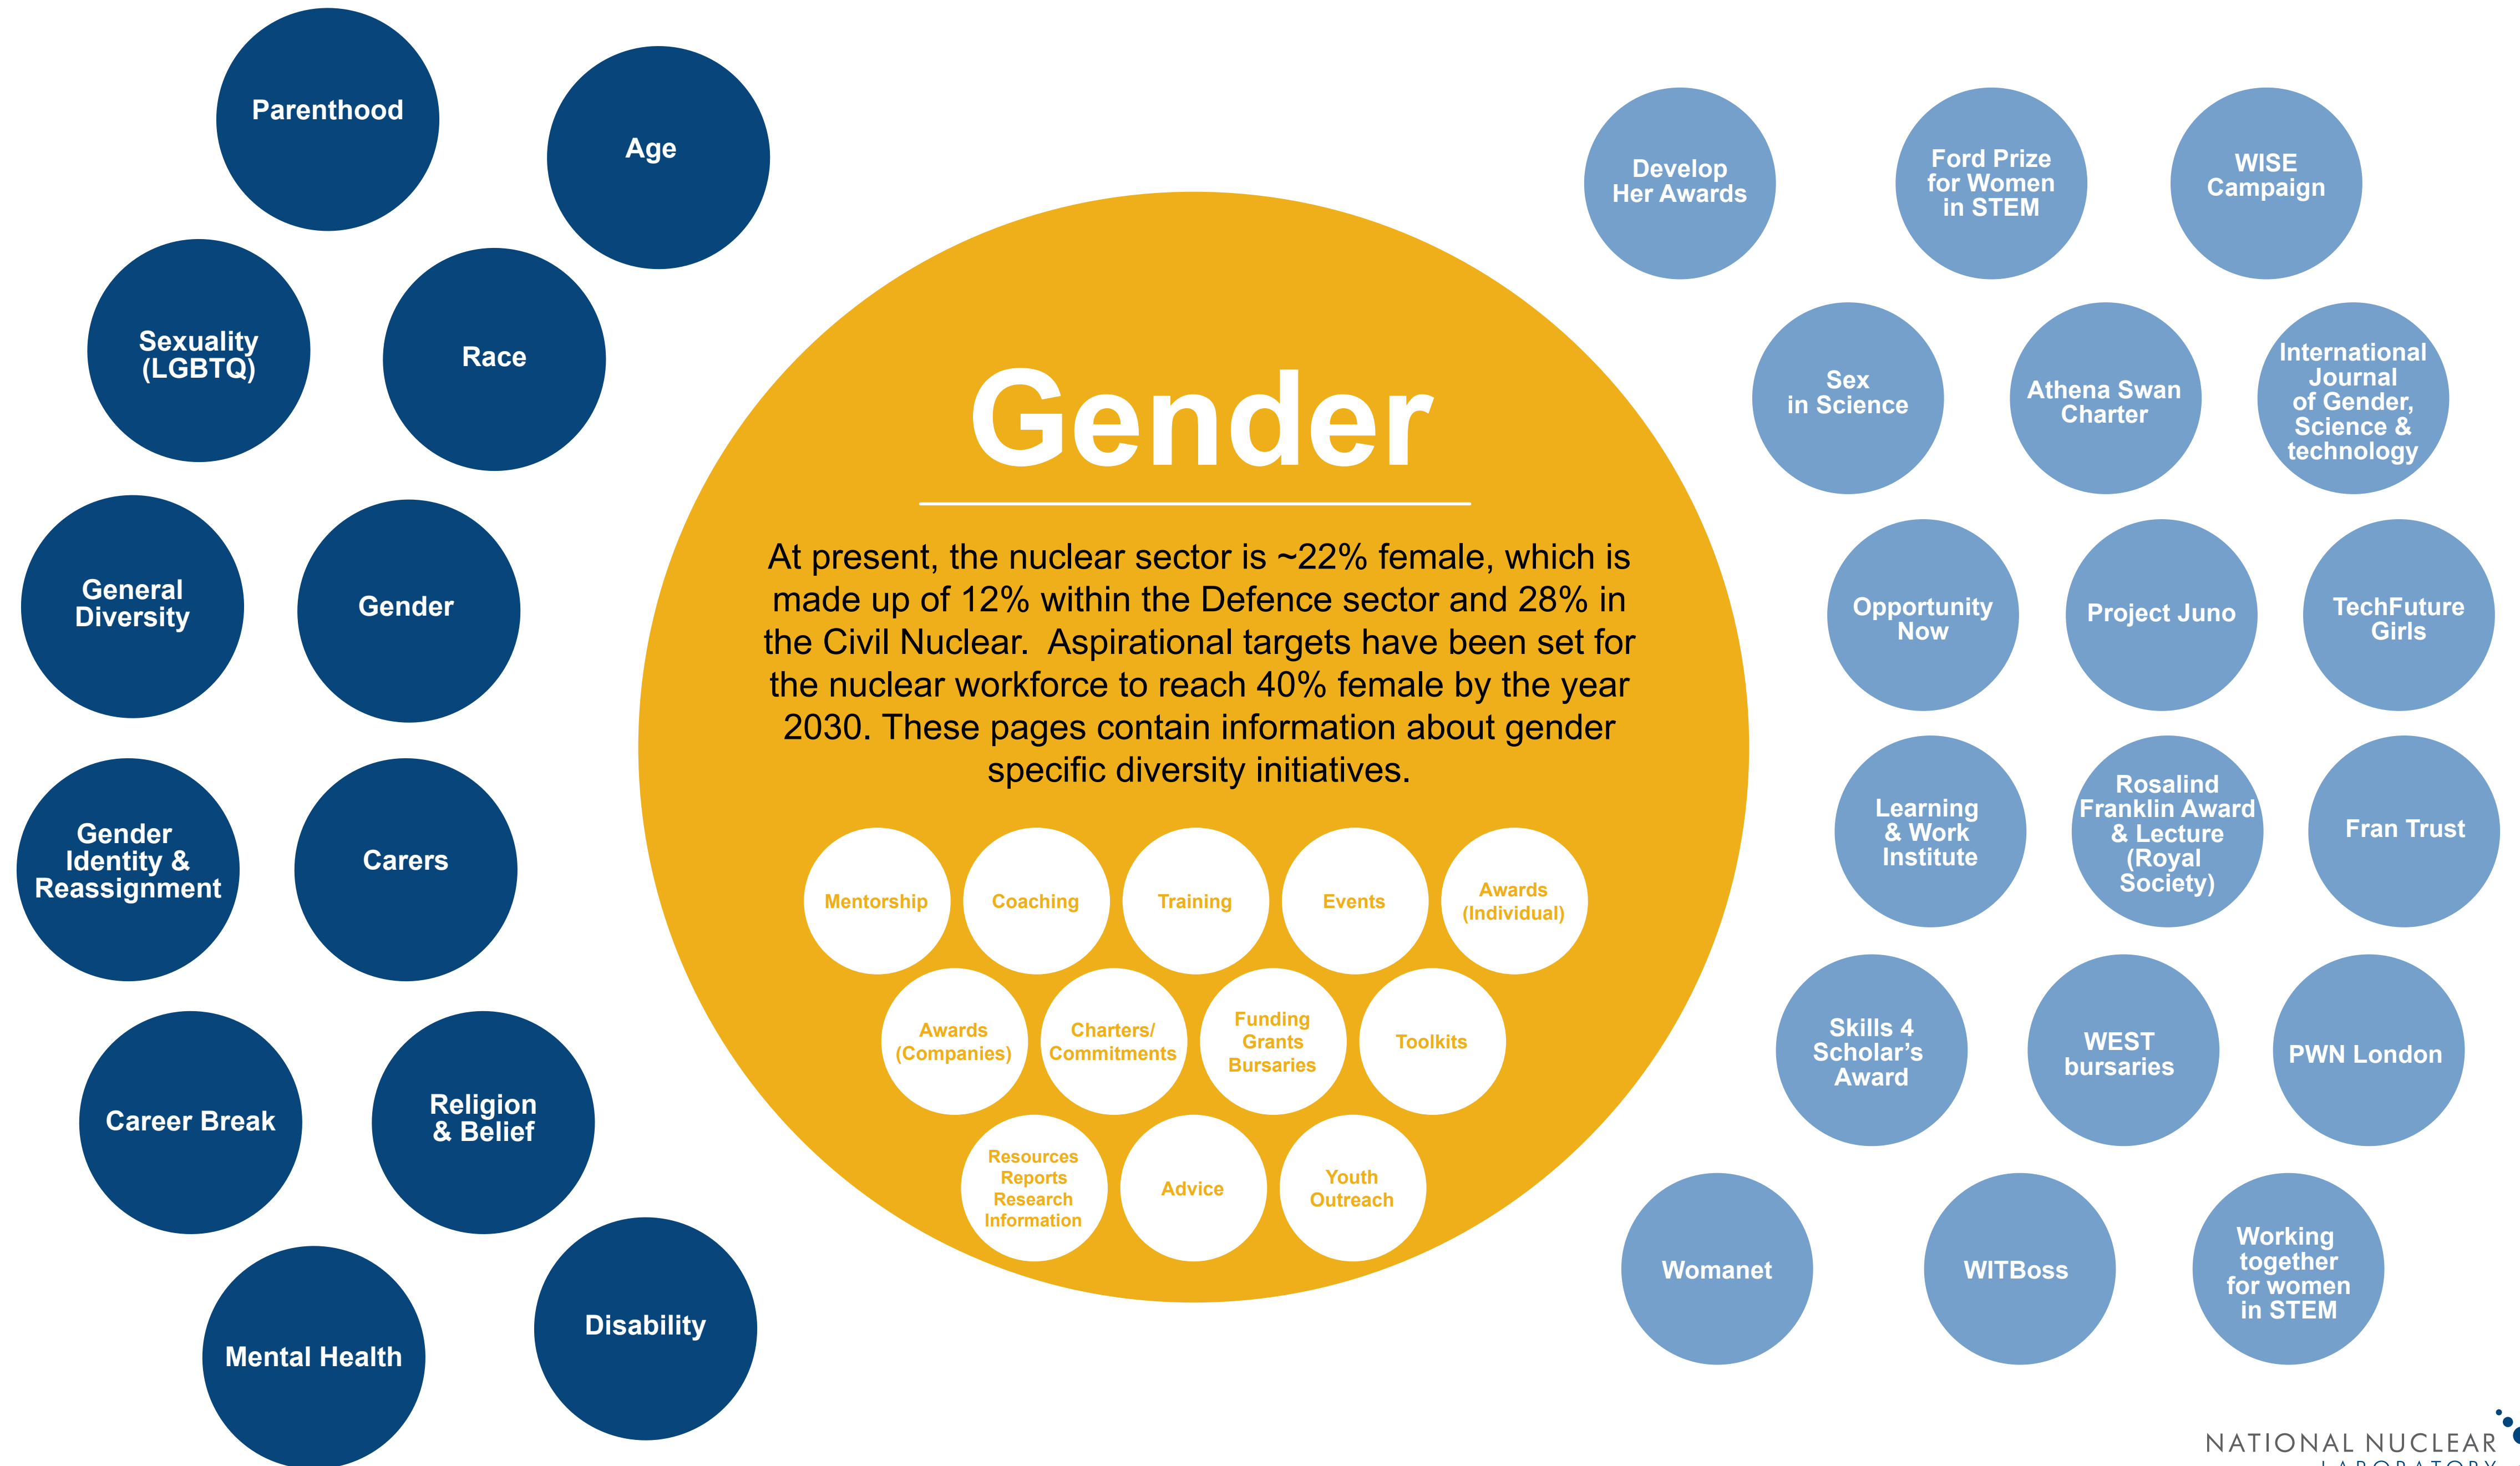 Parenthood
Age
Sexuality
(LGBTQ)
Race
General
Diversity
Gender
Gender
Identity &
Reassignment
Carers
Career Break
Religion
& Belief
Mental Health
Disability
Gender
At present, the nuclear sector is ~22% female, which is
made up of 12% within the Defence sector and 28% in
the Civil Nuclear.  Aspirational targets have been set for
the nuclear workforce to reach 40% female by the year
2030. These pages contain information about gender
specific diversity initiatives.
Mentorship
Coaching
Training
Events
Awards
(Individual)
Awards
(Companies)
Charters/
Commitments
Funding
Grants
Bursaries
Toolkits
Resources
Reports
Research
Information
Advice
Youth
Outreach
Develop
Her Awards
Ford Prize
for Women
in STEM
WISE
Campaign
Sex
in Science
Athena Swan
Charter
International
Journal
of Gender,
Science &
technology
Opportunity
Now
Project Juno
TechFuture
Girls
Learning
& Work
Institute
Rosalind
Franklin Award
& Lecture
(Royal
Society)
Fran Trust
Skills 4
Scholar’s
Award
WEST
bursaries
PWN London
Womanet
WITBoss
Working
together
for women
in STEM
NATIONAL NUCLEAR
LABORATORY